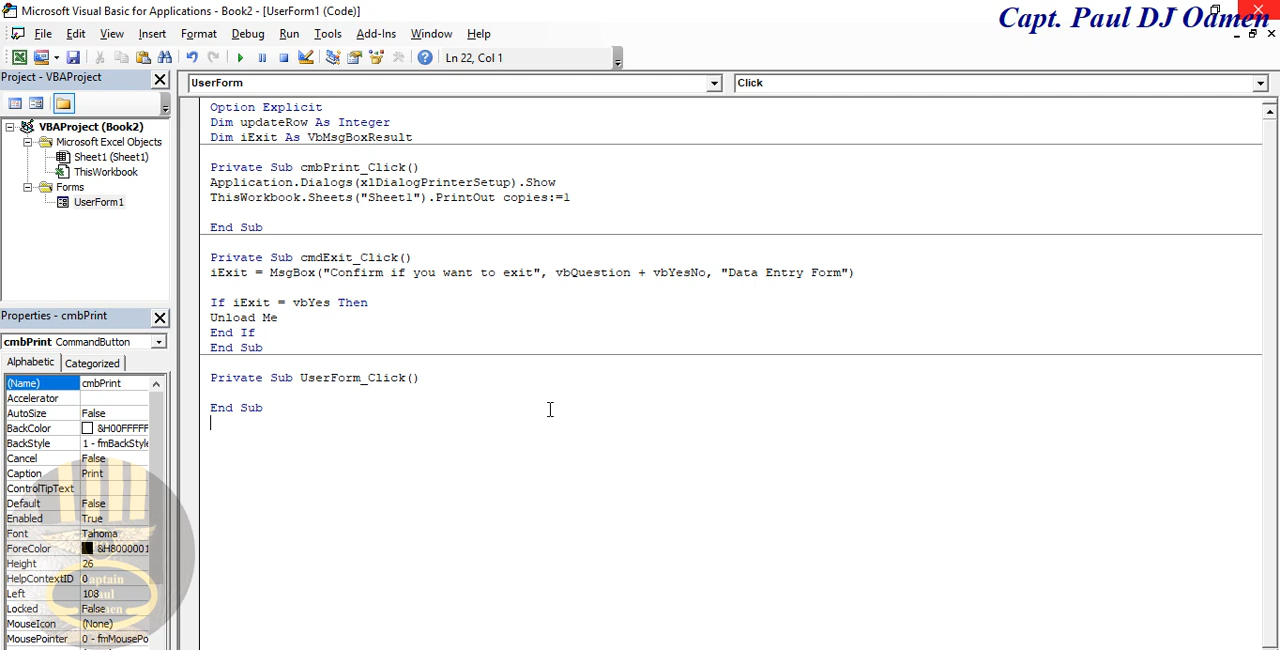 Microsoft Visual Basic for Applications - Book2 - [UserForm1 (Code)]
Capt. Paul DJ Oamen
File Edit View Insert Format Debug Run Tools Add-Ins Window Help
Ln 22, Col 1
Project - VBAProject
UserForm
Click
VBAProject (Book2)
Microsoft Excel Objects
Sheet1 (Sheet1)
ThisWorkbook
Forms
UserForm1
Option Explicit
Dim updateRow As Integer
Dim iExit As VbMsgBoxResult
Private Sub cmbPrint_Click()
Application.Dialogs(xlDialogPrinterSetup).Show
ThisWorkbook.Sheets("Sheet1").PrintOut copies:=1
End Sub
Private Sub cmdExit_Click()
iExit = MsgBox("Confirm if you want to exit", vbQuestion + vbYesNo, "Data Entry Form")
If iExit = vbYes Then
Unload Me
End If
End Sub
Private Sub UserForm_Click()
End Sub
Properties - cmbPrint
cmbPrint CommandButton
Alphabetic Categorized
(Name) cmbPrint
Accelerator
AutoSize False
BackColor &H00FFFFF
BackStyle 1 - fmBackStyle
Cancel False
Caption Print
ControlTipText
Default False
Enabled True
Font Tahoma
ForeColor &H8000001
Height 26
HelpContextID 0
Left 108
Locked False
MouseIcon (None)
MousePointer 0 - fmMousePo